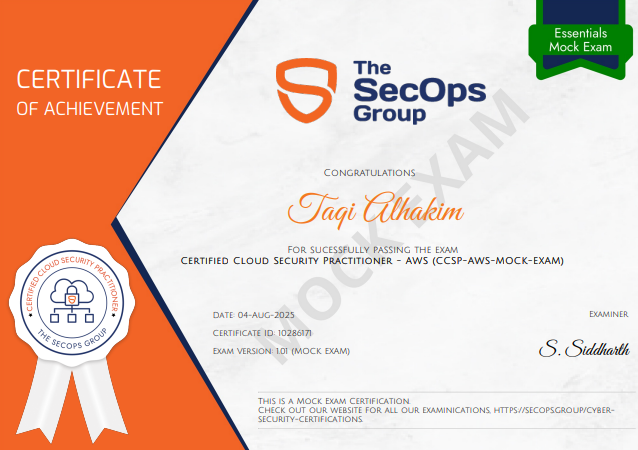 Essentials
Mock Exam
CERTIFICATE
OF ACHIEVEMENT
The
SecOps
Group
MOCK EXAM
Congratulations
Taqi Alhakim
For sucessfully passing the exam
Certified Cloud Security Practitioner - AWS (CCSP-AWS-MOCK-EXAM)
CERTIFIED CLOUD SECURITY PRACTITIONER
THE SECOPS GROUP
Date: 04-Aug-2025
Examiner
Certificate ID: 10286171
Exam Version: 1.01 (Mock Exam)
S. Siddharth
This is a Mock Exam Certification.
Check out our website for all our examinications. https://secops.group/cyber-
security-certifications.